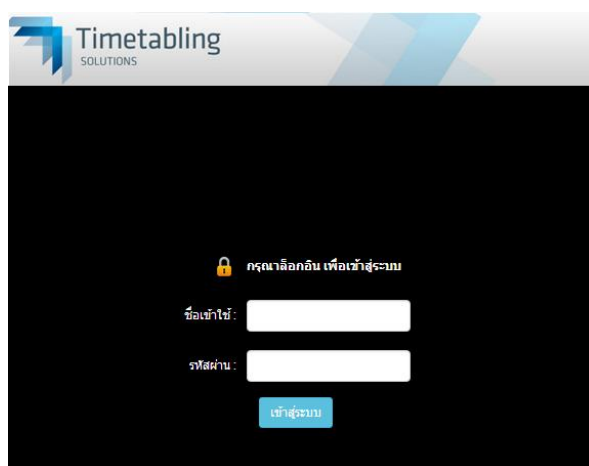 Timetabling
SOLUTIONS
กรุณาล็อกอิน เพื่อเข้าสู่ระบบ
ชื่อเข้าใช้ :
รหัสผ่าน :
เข้าสู่ระบบ